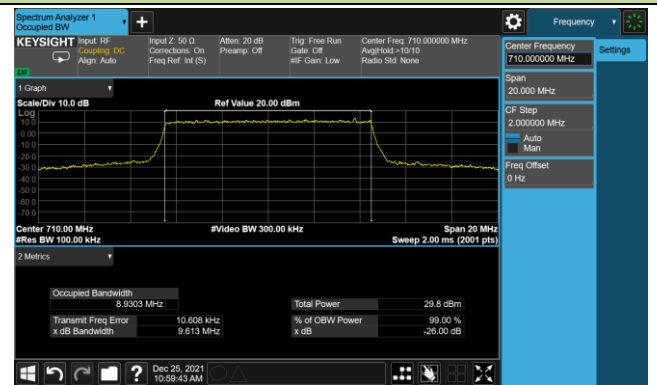 Spectrum Analyzer 1
Occupied BW
Frequency
KEYSIGHT
Input: RF
Coupling: DC
Align: Auto
Input Z: 50 Ω
Corrections: On
Freq Ref: Int (S)
Atten: 20 dB
Preamp: Off
Trig: Free Run
Gate: Off
#IF Gain: Low
Center Freq: 710.000000 MHz
Avg|Hold:>10/10
Radio Std: None
Center Frequency
710.000000 MHz
Settings
Span
20.000 MHz
CF Step
2.000000 MHz
Auto
Man
Freq Offset
0 Hz
1 Graph
Scale/Div 10.0 dB
Ref Value 20.00 dBm
Log
10.0
0.00
-10.0
-20.0
-30.0
-40.0
-50.0
-60.0
-70.0
Center 710.00 MHz
#Video BW 300.00 kHz
Span 20 MHz
#Res BW 100.00 kHz
Sweep 2.00 ms (2001 pts)
2 Metrics
Occupied Bandwidth
8.9303 MHz
Total Power 29.8 dBm
Transmit Freq Error 10.608 kHz
% of OBW Power 99.00 %
x dB Bandwidth 9.613 MHz
x dB -26.00 dB
?
Dec 25, 2021
10:59:43 AM